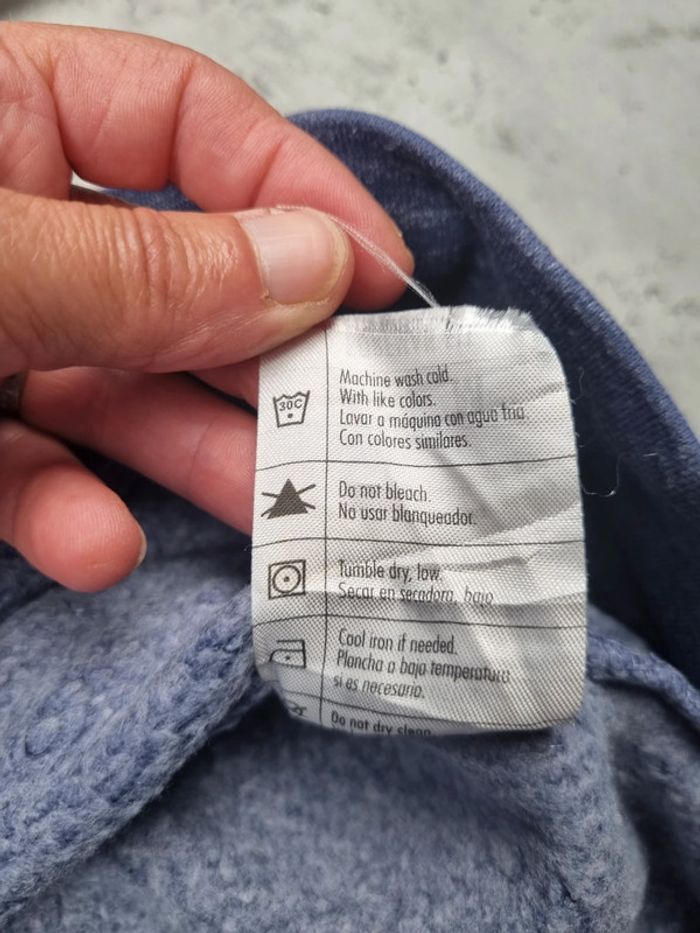 Machine wash cold.
30C
With like colors.
Lavar a máquina con agua fria.
Con colores similares.
Do not bleach.
No usar blanqueador.
Tumble dry, low.
Secar en secadora, bajo
Cool iron if needed.
Plancha a baja temperatura
si es necesario.
Do not dry clean